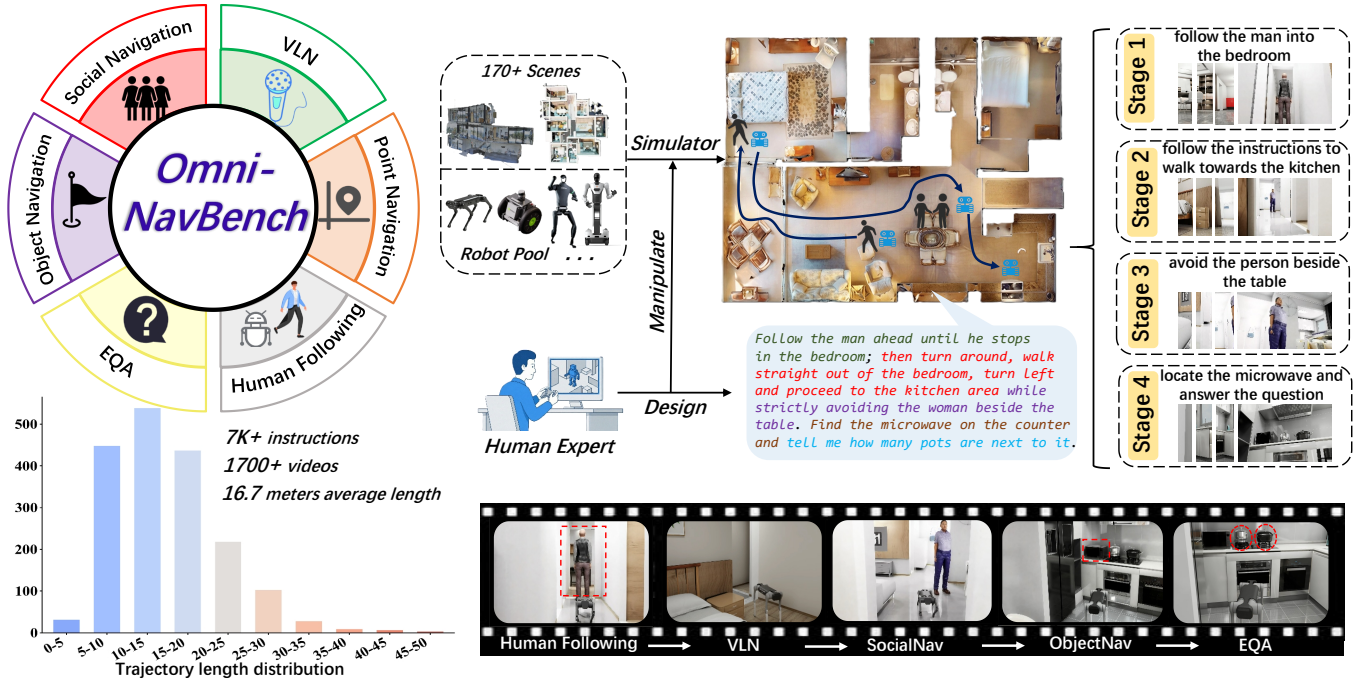 Social Navigation
VLN
Object Navigation
Point Navigation
EQA
Human Following
Omni-
NavBench
170+ Scenes
Robot Pool . . .
Simulator
Manipulate
Human Expert
Design
Follow the man ahead until he stops
in the bedroom; then turn around, walk
straight out of the bedroom, turn left
and proceed to the kitchen area while
strictly avoiding the woman beside the
table. Find the microwave on the counter
and tell me how many pots are next to it.
Stage 1
follow the man into
the bedroom
Stage 2
follow the instructions to
walk towards the kitchen
Stage 3
avoid the person beside
the table
Stage 4
locate the microwave and
answer the question
7K+ instructions
1700+ videos
16.7 meters average length
500
400
300
200
100
0
0-5
5-10
10-15
15-20
20-25
25-30
30-35
35-40
40-45
45-50
Trajectory length distribution
Human Following
VLN
SocialNav
ObjectNav
EQA